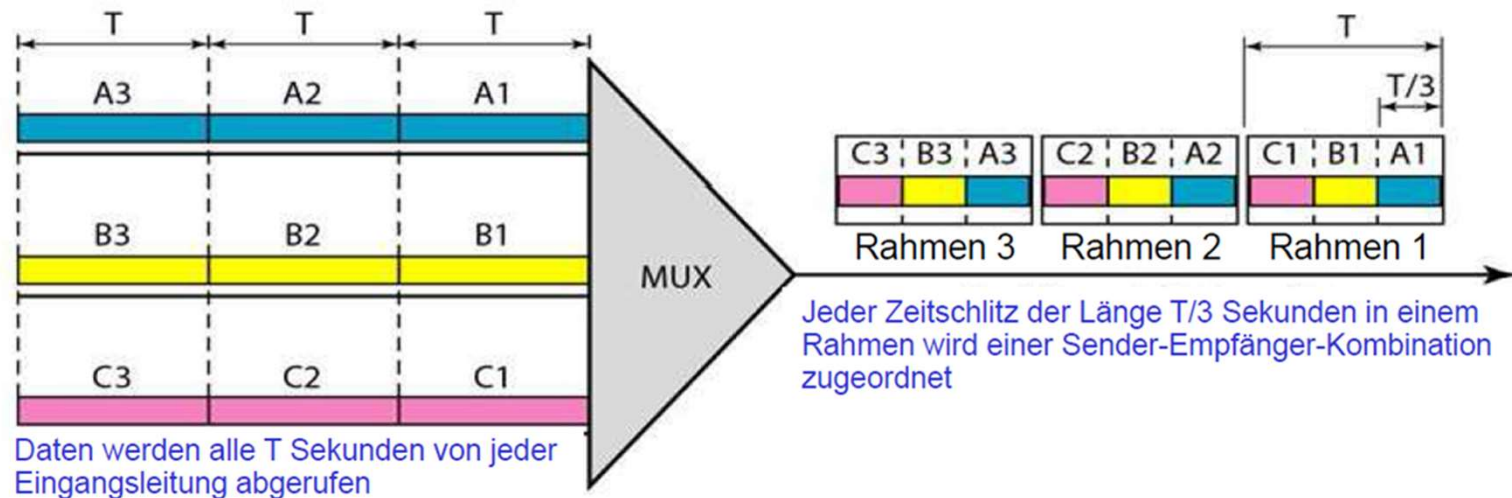 T T T
A3 A2 A1
B3 B2 B1
C3 C2 C1
Daten werden alle T Sekunden von jeder
Eingangsleitung abgerufen
MUX
T
T/3
C3 B3 A3 C2 B2 A2 C1 B1 A1
Rahmen 3 Rahmen 2 Rahmen 1
Jeder Zeitschlitz der Länge T/3 Sekunden in einem
Rahmen wird einer Sender-Empfänger-Kombination
zugeordnet